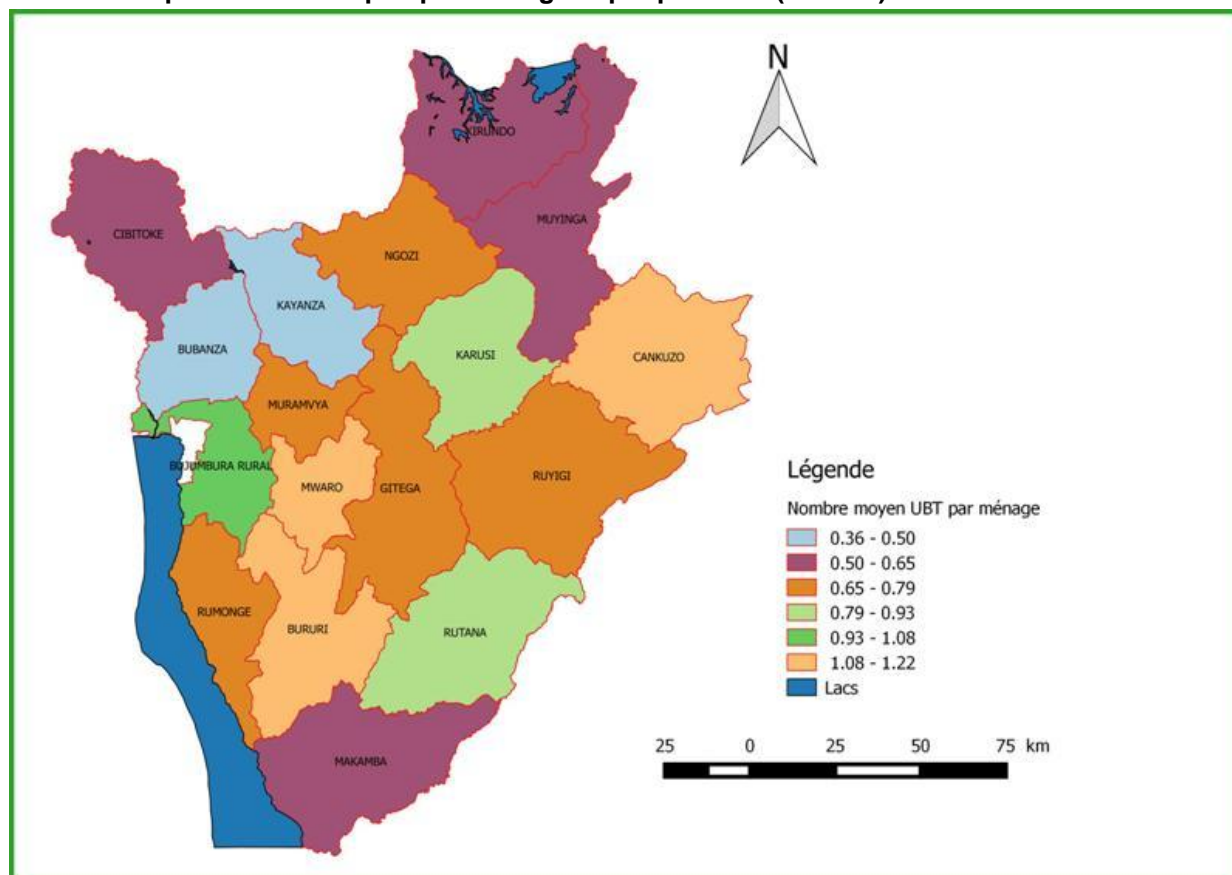 N
KIRUNDO
MUYINGA
CIBITOKE
NGOZI
KAYANZA
BUBANZA
KARUSI
CANKUZO
MURAMVYA
BUJUMBURA RURAL
MWARO
GITEGA
RUYIGI
RUMONGE
BURURI
RUTANA
MAKAMBA
Légende
Nombre moyen UBT par ménage
0.36 - 0.50
0.50 - 0.65
0.65 - 0.79
0.79 - 0.93
0.93 - 1.08
1.08 - 1.22
Lacs
25 0 25 50 75 km